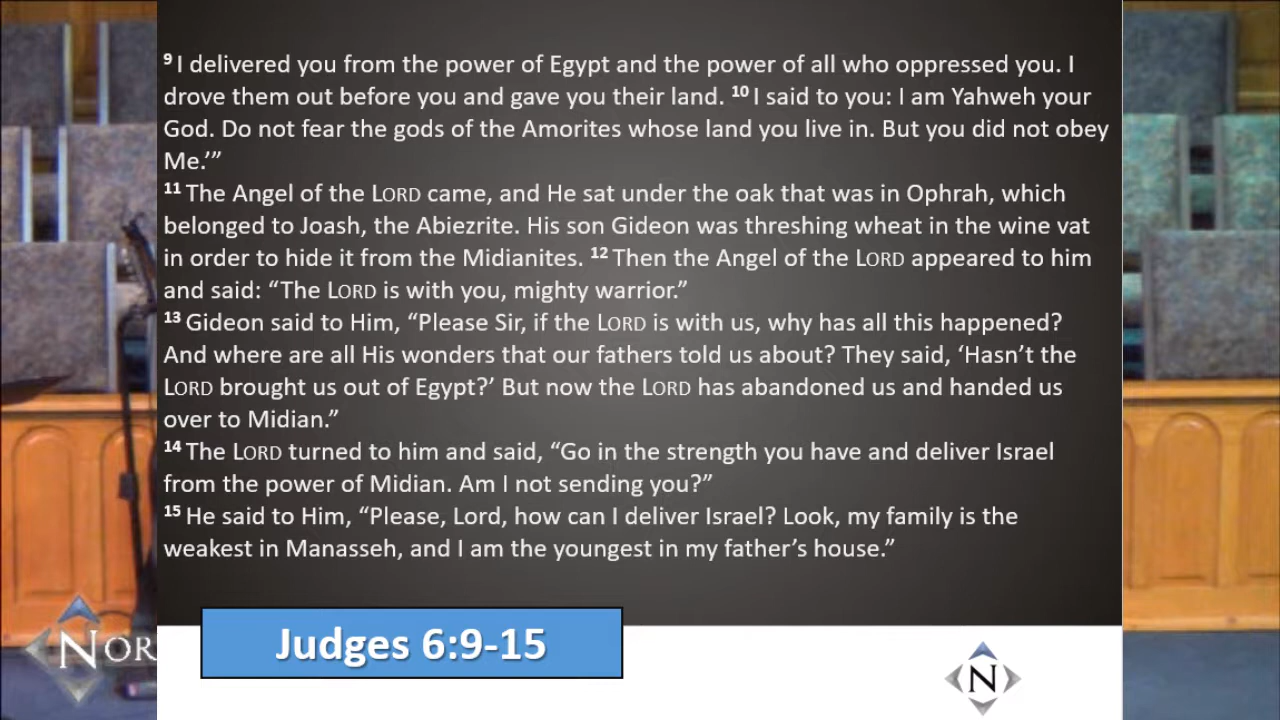 ⁹ I delivered you from the power of Egypt and the power of all who oppressed you. I
drove them out before you and gave you their land. ¹⁰ I said to you: I am Yahweh your
God. Do not fear the gods of the Amorites whose land you live in. But you did not obey
Me.’”
¹¹ The Angel of the LORD came, and He sat under the oak that was in Ophrah, which
belonged to Joash, the Abiezrite. His son Gideon was threshing wheat in the wine vat
in order to hide it from the Midianites. ¹² Then the Angel of the LORD appeared to him
and said: “The LORD is with you, mighty warrior.”
¹³ Gideon said to Him, “Please Sir, if the LORD is with us, why has all this happened?
And where are all His wonders that our fathers told us about? They said, ‘Hasn’t the
LORD brought us out of Egypt?’ But now the LORD has abandoned us and handed us
over to Midian.”
¹⁴ The LORD turned to him and said, “Go in the strength you have and deliver Israel
from the power of Midian. Am I not sending you?”
¹⁵ He said to Him, “Please, Lord, how can I deliver Israel? Look, my family is the
weakest in Manasseh, and I am the youngest in my father’s house.”
Judges 6:9-15
NOR
N